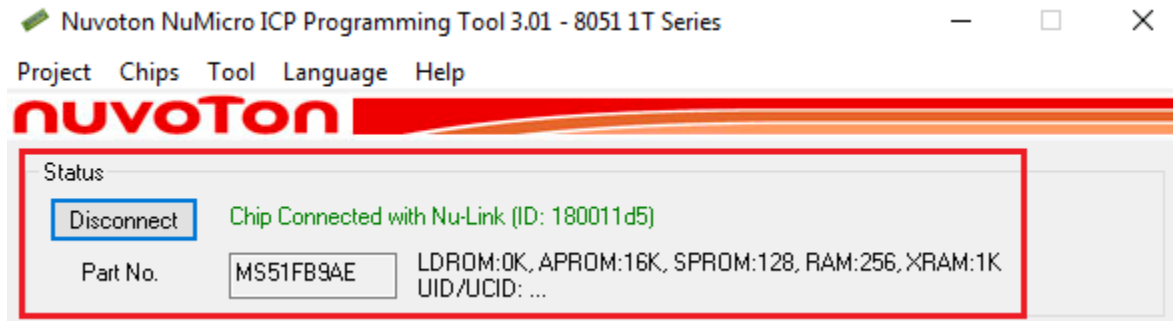 Nuvoton NuMicro ICP Programming Tool 3.01 - 8051 1T Series
Project Chips Tool Language Help
nuvoTon
Status
Disconnect Chip Connected with Nu-Link (ID: 180011d5)
Part No. MS51FB9AE LDROM:0K, APROM:16K, SPROM:128, RAM:256, XRAM:1K
UID/UCID: ...